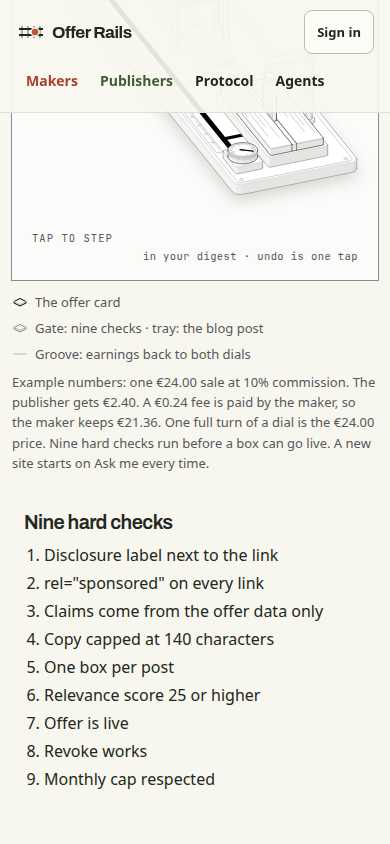 Offer Rails
Sign in
Makers Publishers Protocol Agents
TAP TO STEP
in your digest · undo is one tap
The offer card
Gate: nine checks · tray: the blog post
Groove: earnings back to both dials
Example numbers: one €24.00 sale at 10% commission. The
publisher gets €2.40. A €0.24 fee is paid by the maker, so
the maker keeps €21.36. One full turn of a dial is the €24.00
price. Nine hard checks run before a box can go live. A new
site starts on Ask me every time.
Nine hard checks
1. Disclosure label next to the link
2. rel="sponsored" on every link
3. Claims come from the offer data only
4. Copy capped at 140 characters
5. One box per post
6. Relevance score 25 or higher
7. Offer is live
8. Revoke works
9. Monthly cap respected